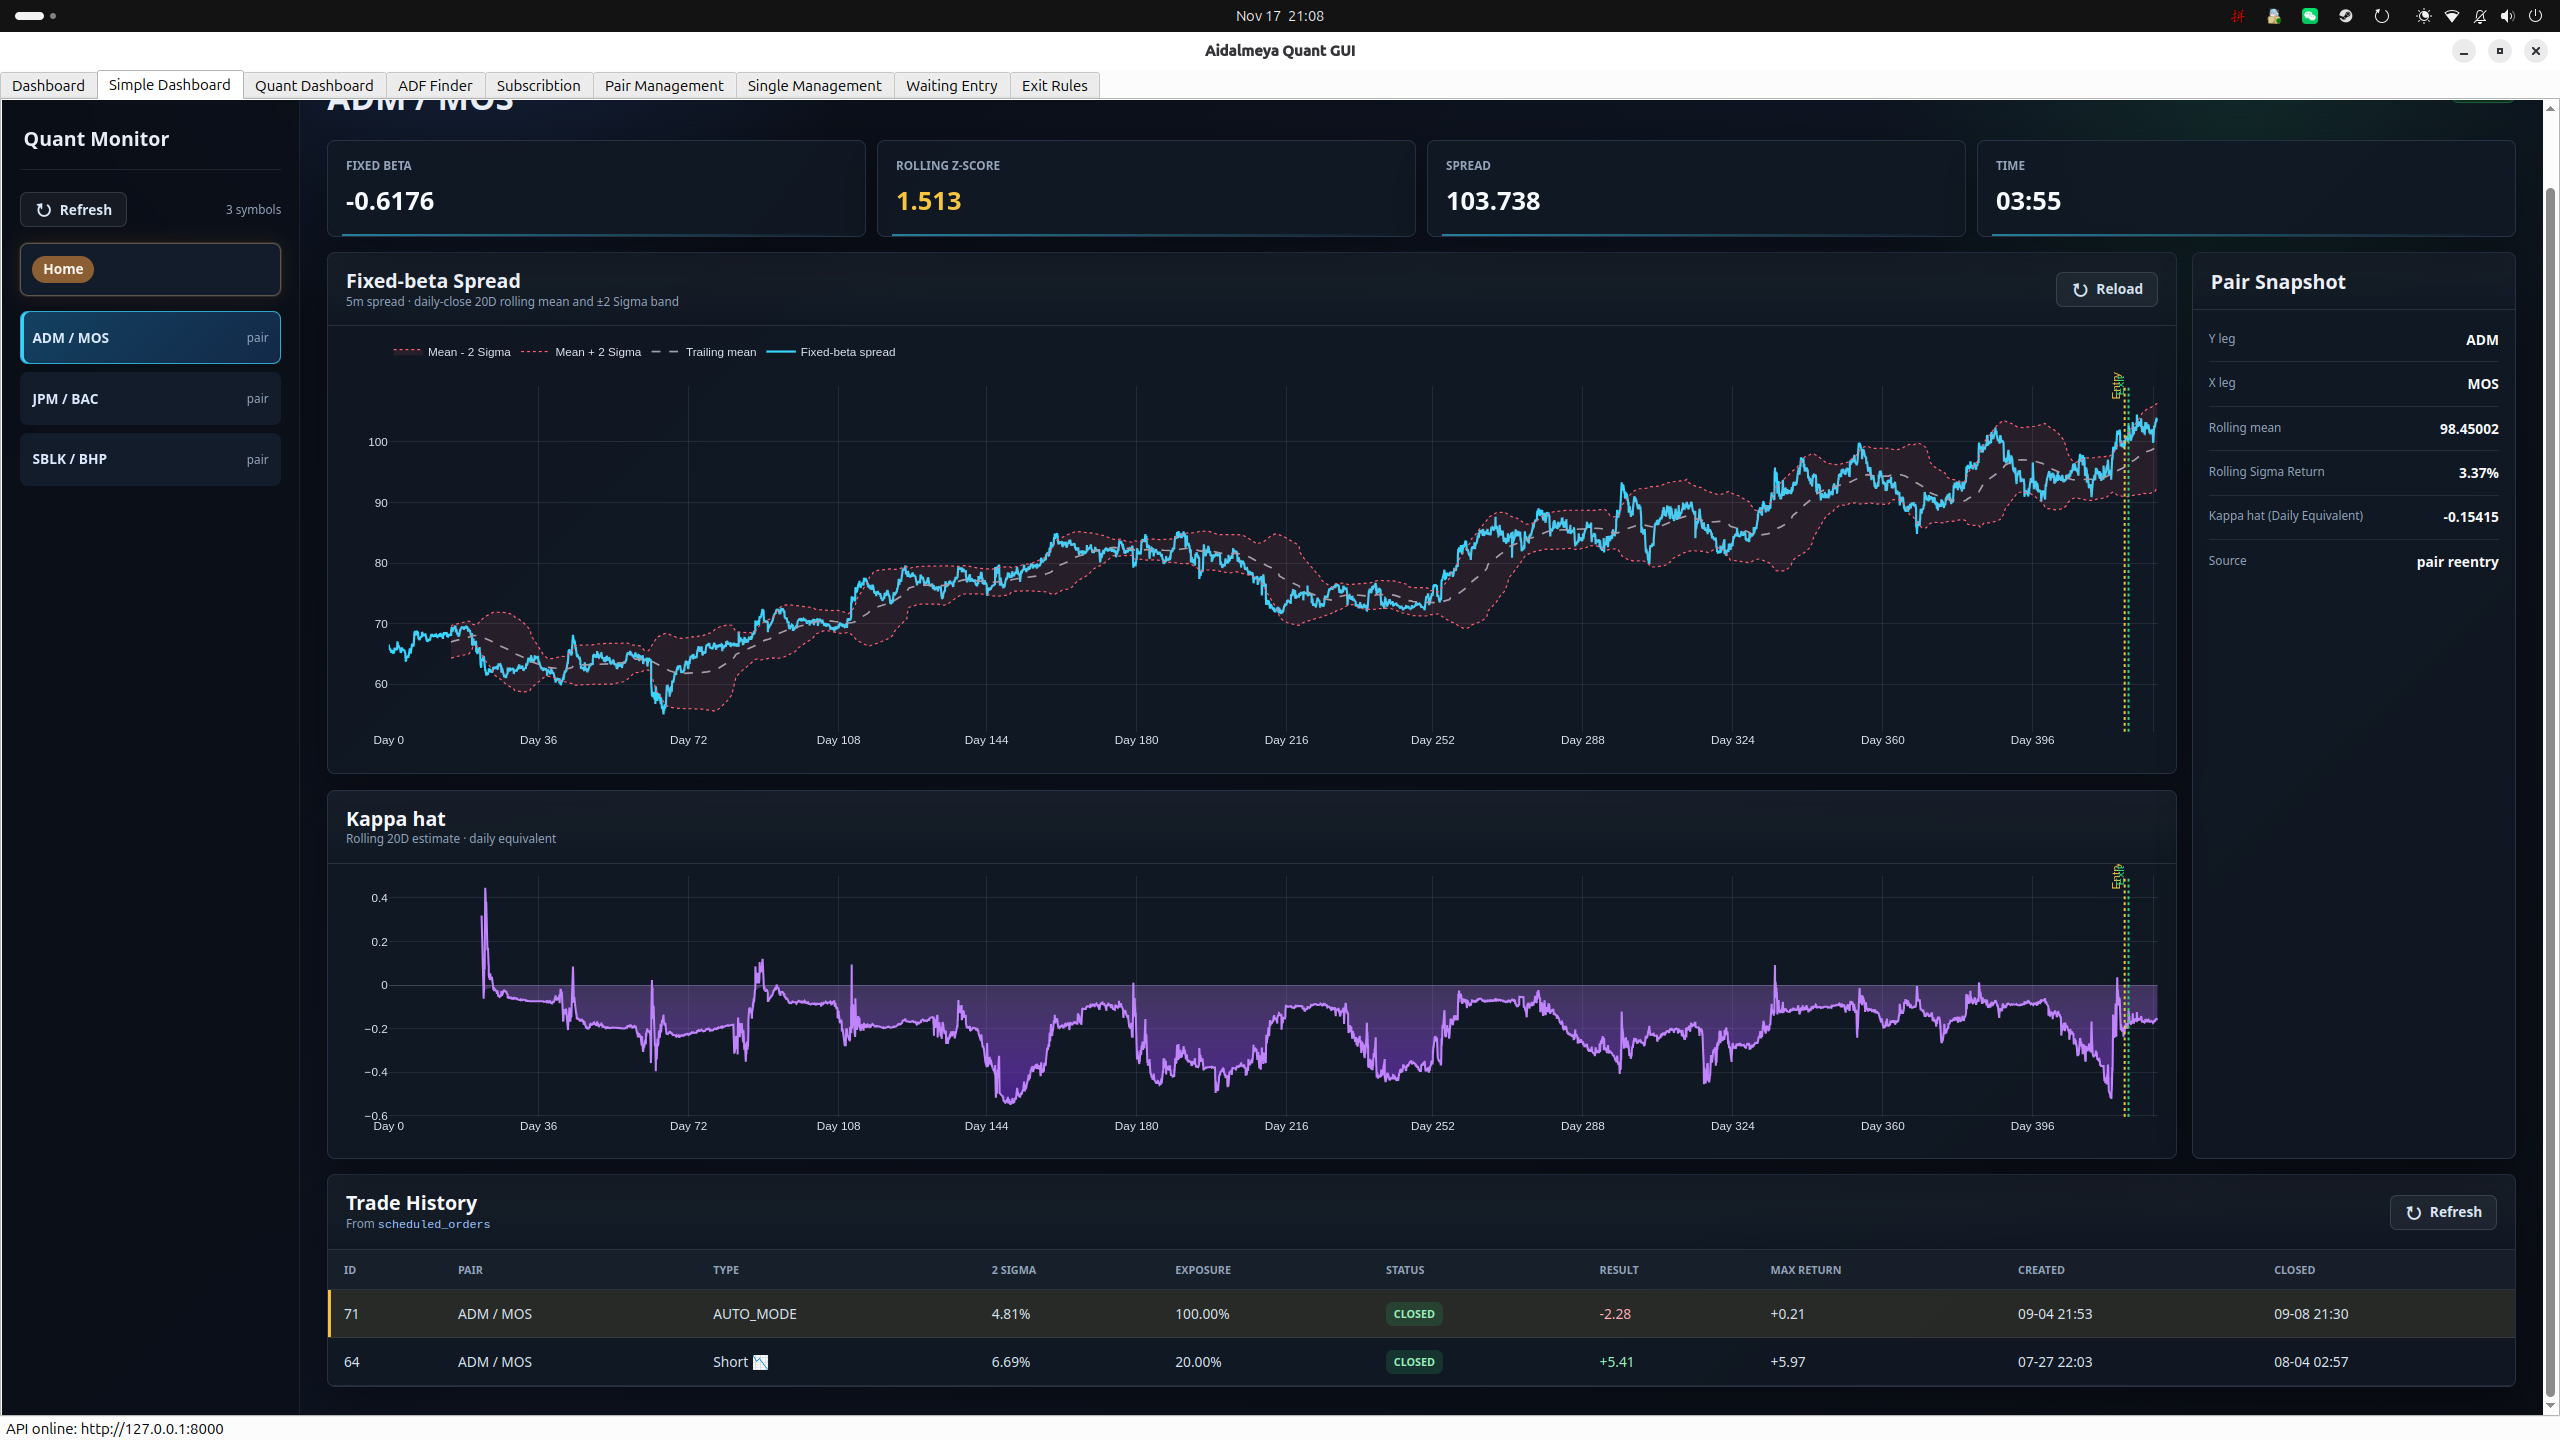 Nov 17 21:08
Aidalmeya Quant GUI
Dashboard
Simple Dashboard
Quant Dashboard
ADF Finder
Subscribtion
Pair Management
Single Management
Waiting Entry
Exit Rules
Quant Monitor
Refresh
3 symbols
Home
ADM / MOS
pair
JPM / BAC
pair
SBLK / BHP
pair
ADM / MOS
FIXED BETA
-0.6176
ROLLING Z-SCORE
1.513
SPREAD
103.738
TIME
03:55
Fixed-beta Spread
5m spread · daily-close 20D rolling mean and ±2 Sigma band
Reload
Mean - 2 Sigma
Mean + 2 Sigma
Trailing mean
Fixed-beta spread
Entry
100
90
80
70
60
Day 0
Day 36
Day 72
Day 108
Day 144
Day 180
Day 216
Day 252
Day 288
Day 324
Day 360
Day 396
Pair Snapshot
Y leg
ADM
X leg
MOS
Rolling mean
98.45002
Rolling Sigma Return
3.37%
Kappa hat (Daily Equivalent)
-0.15415
Source
pair reentry
Kappa hat
Rolling 20D estimate · daily equivalent
Entry
0.4
0.2
0
−0.2
−0.4
−0.6
Day 0
Day 36
Day 72
Day 108
Day 144
Day 180
Day 216
Day 252
Day 288
Day 324
Day 360
Day 396
Trade History
From scheduled_orders
Refresh
ID PAIR TYPE 2 SIGMA EXPOSURE STATUS RESULT MAX RETURN CREATED CLOSED
71 ADM / MOS AUTO_MODE 4.81% 100.00% CLOSED -2.28 +0.21 09-04 21:53 09-08 21:30
64 ADM / MOS Short 6.69% 20.00% CLOSED +5.41 +5.97 07-27 22:03 08-04 02:57
API online: http://127.0.0.1:8000